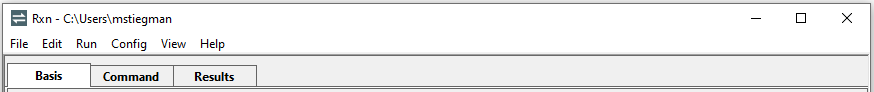 Rxn - C:\Users\mstiegman
File Edit Run Config View Help
Basis Command Results